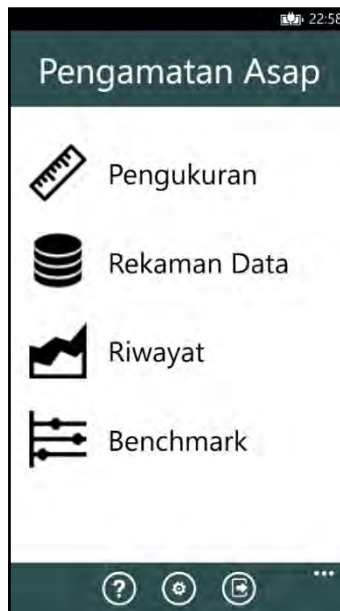 22:58
Pengamatan Asap
Pengukuran
Rekaman Data
Riwayat
Benchmark